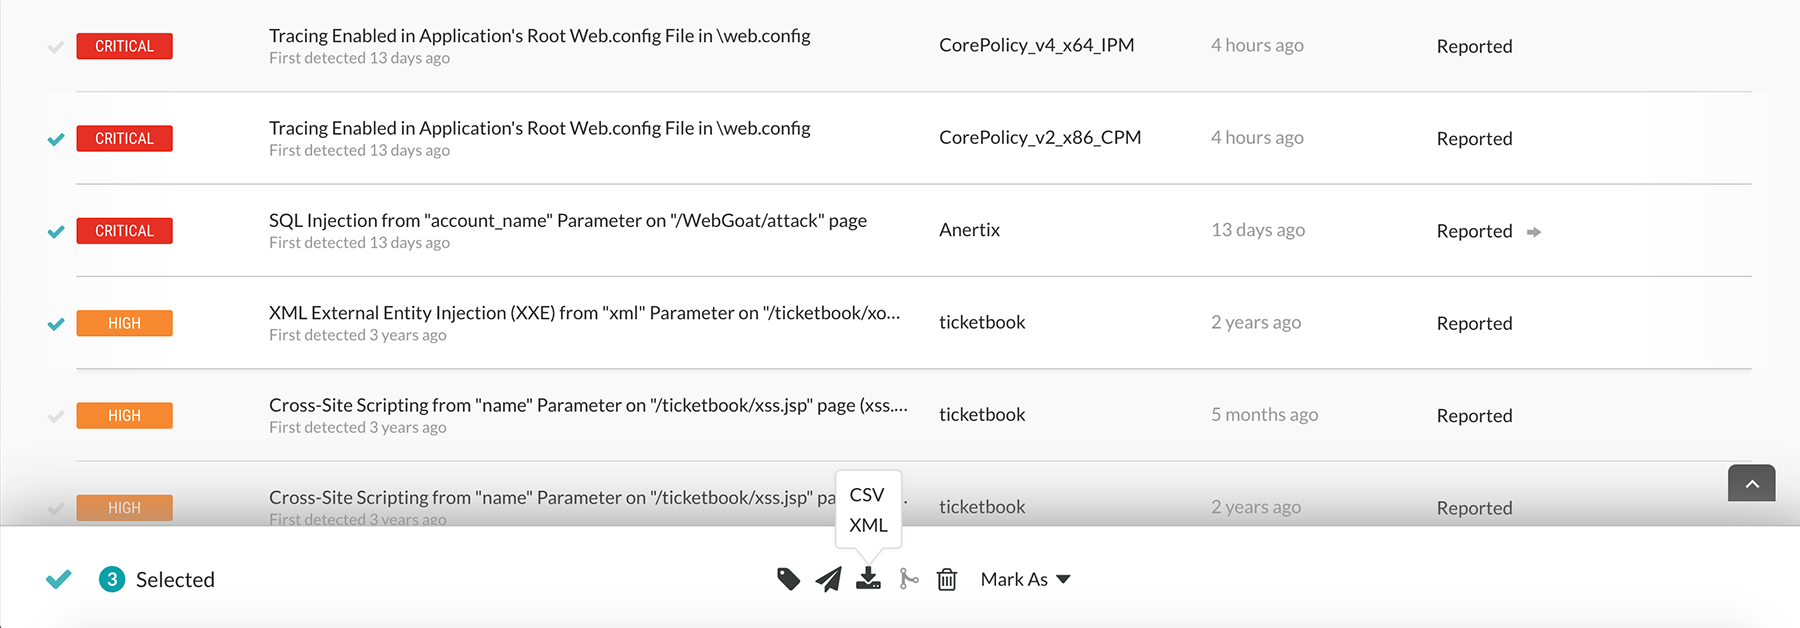 CRITICAL
Tracing Enabled in Application's Root Web.config File in \web.config
First detected 13 days ago
CorePolicy_v4_x64_IPM
4 hours ago
Reported
CRITICAL
Tracing Enabled in Application's Root Web.config File in \web.config
First detected 13 days ago
CorePolicy_v2_x86_CPM
4 hours ago
Reported
CRITICAL
SQL Injection from "account_name" Parameter on "/WebGoat/attack" page
First detected 13 days ago
Anertix
13 days ago
Reported
HIGH
XML External Entity Injection (XXE) from "xml" Parameter on "/ticketbook/xo...
First detected 3 years ago
ticketbook
2 years ago
Reported
HIGH
Cross-Site Scripting from "name" Parameter on "/ticketbook/xss.jsp" page (xss....
First detected 3 years ago
ticketbook
5 months ago
Reported
HIGH
Cross-Site Scripting from "name" Parameter on "/ticketbook/xss.jsp" pa
First detected 3 years ago
ticketbook
2 years ago
Reported
CSV
XML
3 Selected
Mark As